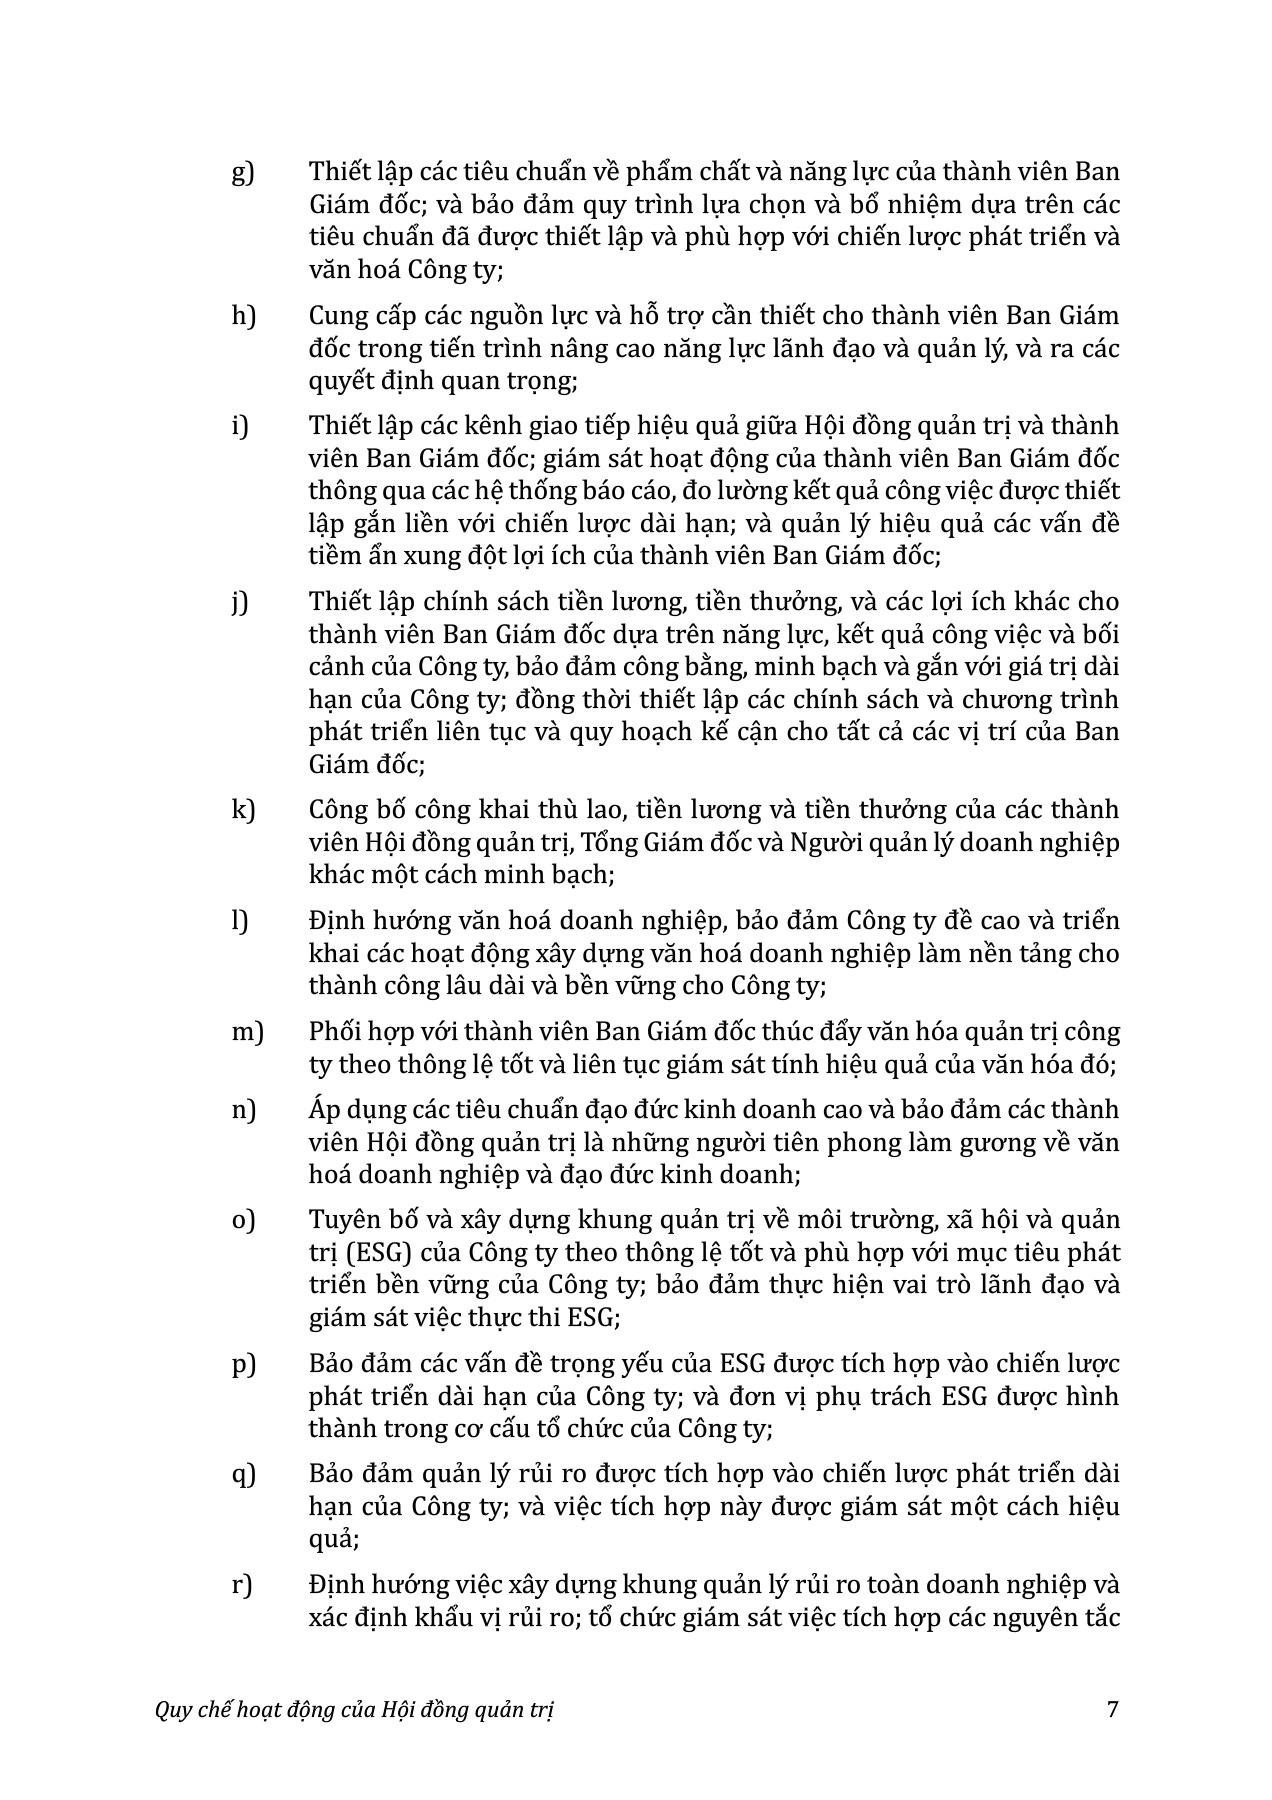 g) Thiết lập các tiêu chuẩn về phẩm chất và năng lực của thành viên Ban
Giám đốc; và bảo đảm quy trình lựa chọn và bổ nhiệm dựa trên các
tiêu chuẩn đã được thiết lập và phù hợp với chiến lược phát triển và
văn hoá Công ty;
h) Cung cấp các nguồn lực và hỗ trợ cần thiết cho thành viên Ban Giám
đốc trong tiến trình nâng cao năng lực lãnh đạo và quản lý, và ra các
quyết định quan trọng;
i) Thiết lập các kênh giao tiếp hiệu quả giữa Hội đồng quản trị và thành
viên Ban Giám đốc; giám sát hoạt động của thành viên Ban Giám đốc
thông qua các hệ thống báo cáo, đo lường kết quả công việc được thiết
lập gắn liền với chiến lược dài hạn; và quản lý hiệu quả các vấn đề
tiềm ẩn xung đột lợi ích của thành viên Ban Giám đốc;
j) Thiết lập chính sách tiền lương, tiền thưởng, và các lợi ích khác cho
thành viên Ban Giám đốc dựa trên năng lực, kết quả công việc và bối
cảnh của Công ty, bảo đảm công bằng, minh bạch và gắn với giá trị dài
hạn của Công ty; đồng thời thiết lập các chính sách và chương trình
phát triển liên tục và quy hoạch kế cận cho tất cả các vị trí của Ban
Giám đốc;
k) Công bố công khai thù lao, tiền lương và tiền thưởng của các thành
viên Hội đồng quản trị, Tổng Giám đốc và Người quản lý doanh nghiệp
khác một cách minh bạch;
l) Định hướng văn hoá doanh nghiệp, bảo đảm Công ty đề cao và triển
khai các hoạt động xây dựng văn hoá doanh nghiệp làm nền tảng cho
thành công lâu dài và bền vững cho Công ty;
m) Phối hợp với thành viên Ban Giám đốc thúc đẩy văn hóa quản trị công
ty theo thông lệ tốt và liên tục giám sát tính hiệu quả của văn hóa đó;
n) Áp dụng các tiêu chuẩn đạo đức kinh doanh cao và bảo đảm các thành
viên Hội đồng quản trị là những người tiên phong làm gương về văn
hoá doanh nghiệp và đạo đức kinh doanh;
o) Tuyên bố và xây dựng khung quản trị về môi trường, xã hội và quản
trị (ESG) của Công ty theo thông lệ tốt và phù hợp với mục tiêu phát
triển bền vững của Công ty; bảo đảm thực hiện vai trò lãnh đạo và
giám sát việc thực thi ESG;
p) Bảo đảm các vấn đề trọng yếu của ESG được tích hợp vào chiến lược
phát triển dài hạn của Công ty; và đơn vị phụ trách ESG được hình
thành trong cơ cấu tổ chức của Công ty;
q) Bảo đảm quản lý rủi ro được tích hợp vào chiến lược phát triển dài
hạn của Công ty; và việc tích hợp này được giám sát một cách hiệu
quả;
r) Định hướng việc xây dựng khung quản lý rủi ro toàn doanh nghiệp và
xác định khẩu vị rủi ro; tổ chức giám sát việc tích hợp các nguyên tắc
Quy chế hoạt động của Hội đồng quản trị 7